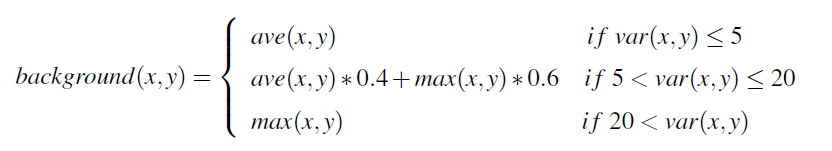 ave(x,y) if var(x,y) ≤ 5
background(x,y) = { ave(x,y)*0.4+max(x,y)*0.6 if 5 < var(x,y) ≤ 20
max(x,y) if 20 < var(x,y)